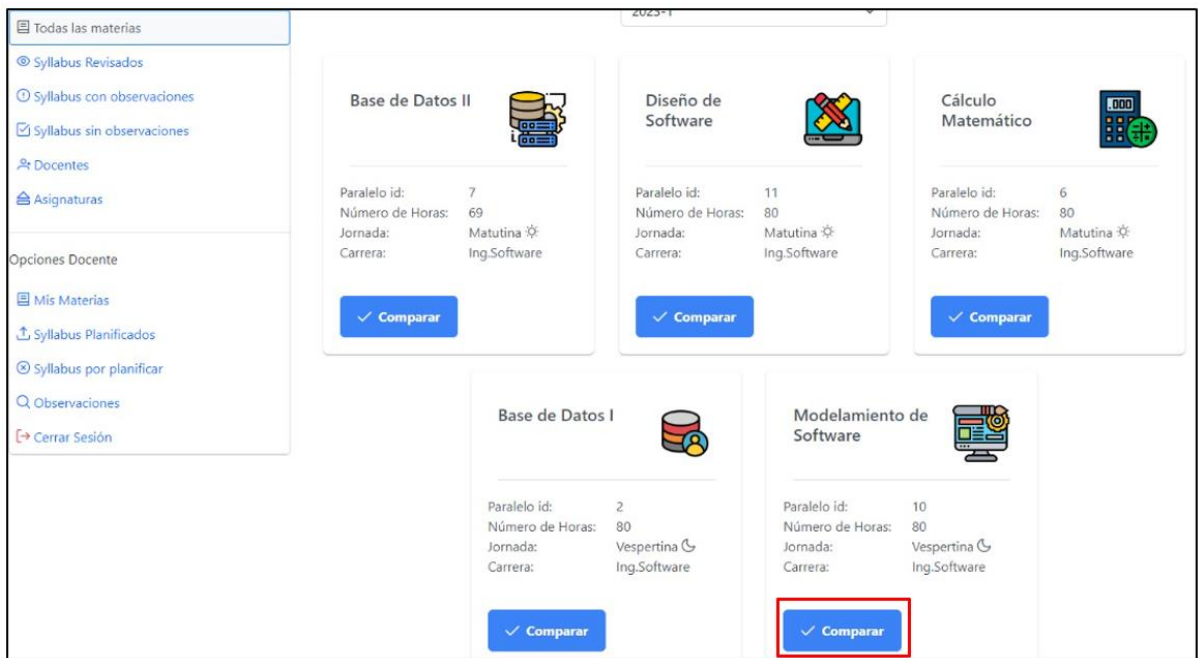 2023-1
Todas las materias
Syllabus Revisados
Syllabus con observaciones
Syllabus sin observaciones
Docentes
Asignaturas
Opciones Docente
Mis Materias
Syllabus Planificados
Syllabus por planificar
Observaciones
Cerrar Sesión
Base de Datos II
Paralelo id: 7
Número de Horas: 69
Jornada: Matutina
Carrera: Ing.Software
Comparar
Diseño de
Software
Paralelo id: 11
Número de Horas: 80
Jornada: Matutina
Carrera: Ing.Software
Comparar
Cálculo
Matemático
.000
Paralelo id: 6
Número de Horas: 80
Jornada: Matutina
Carrera: Ing.Software
Comparar
Base de Datos I
Paralelo id: 2
Número de Horas: 80
Jornada: Vespertina
Carrera: Ing.Software
Comparar
Modelamiento de
Software
Paralelo id: 10
Número de Horas: 80
Jornada: Vespertina
Carrera: Ing.Software
Comparar